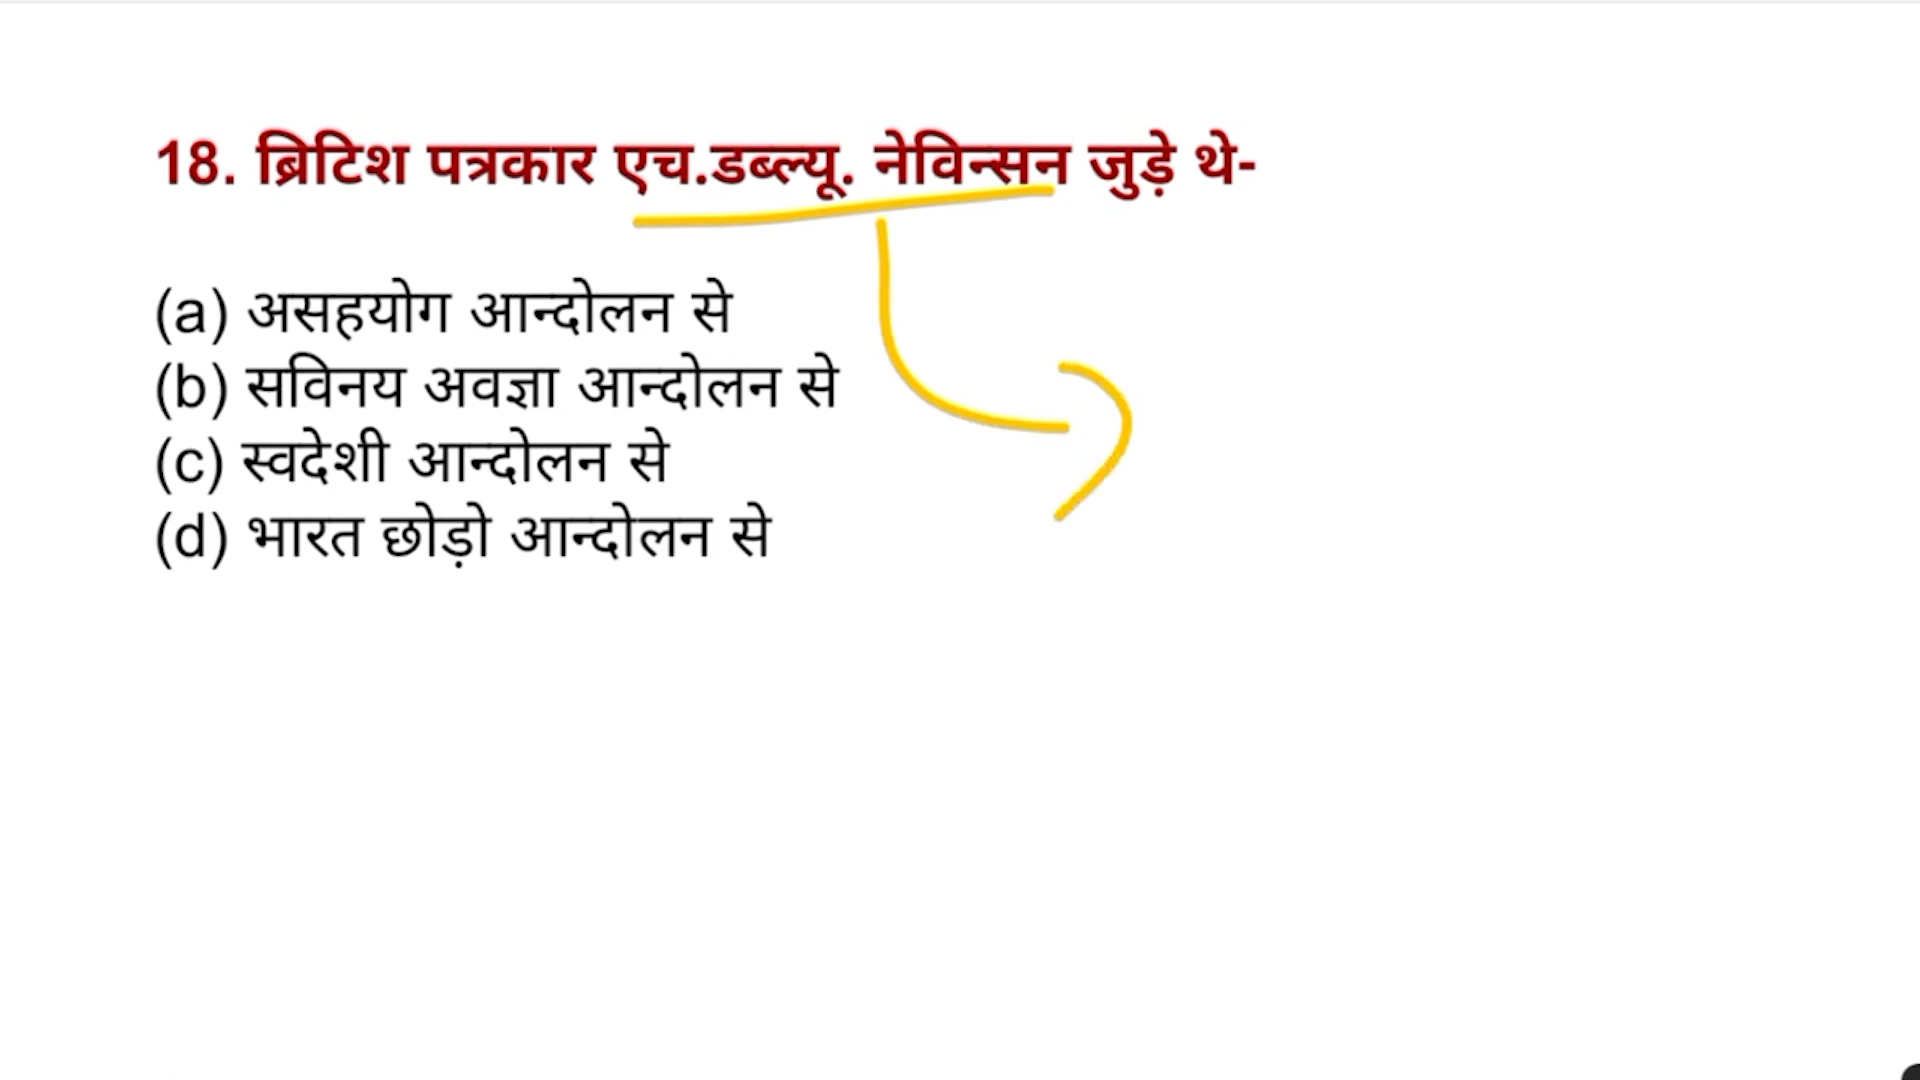 18. ब्रिटिश पत्रकार एच.डब्ल्यू. नेविन्सन जुड़े थे-
(a) असहयोग आन्दोलन से
(b) सविनय अवज्ञा आन्दोलन से
(c) स्वदेशी आन्दोलन से
(d) भारत छोड़ो आन्दोलन से